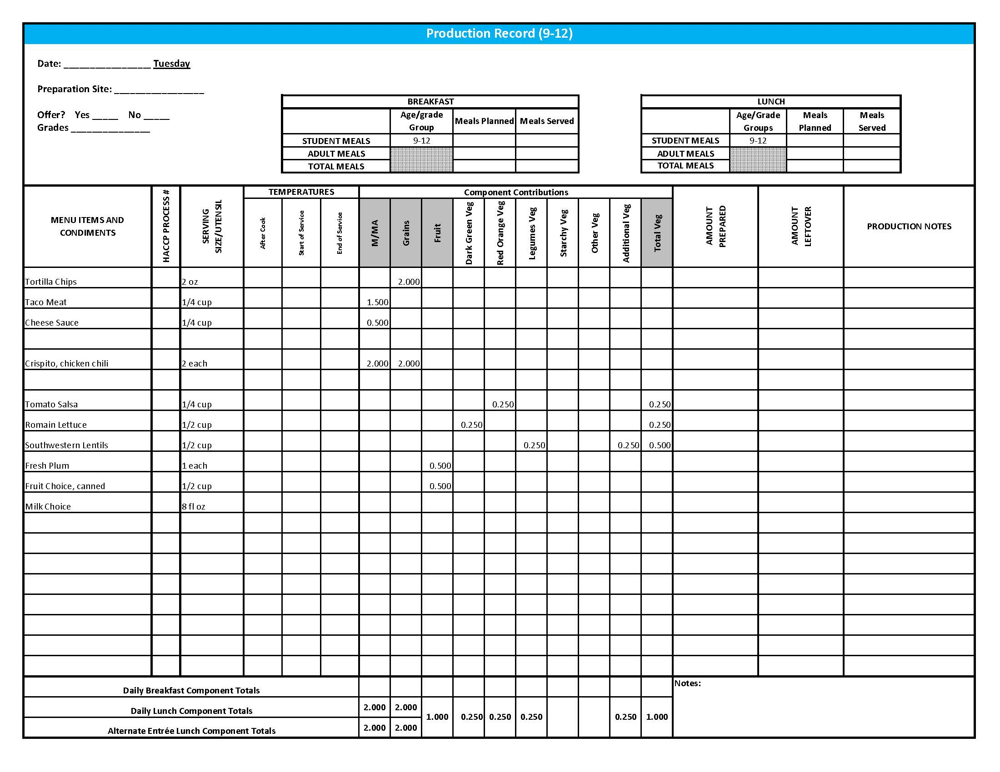 Production Record (9-12)
Date: _________________ Tuesday
Preparation Site: _________________
Offer? Yes _____ No _____
Grades _______________
BREAKFAST
Age/grade Group Meals Planned Meals Served
STUDENT MEALS 9-12
ADULT MEALS
TOTAL MEALS
LUNCH
Age/Grade Groups Meals Planned Meals Served
STUDENT MEALS 9-12
ADULT MEALS
TOTAL MEALS
MENU ITEMS AND CONDIMENTS
HACCP PROCESS #
SERVING SIZE/UTENSIL
TEMPERATURES
After Cook
Start of Service
End of Service
Component Contributions
M/MA
Grains
Fruit
Dark Green Veg
Red Orange Veg
Legumes Veg
Starchy Veg
Other Veg
Additional Veg
Total Veg
AMOUNT PREPARED
AMOUNT LEFTOVER
PRODUCTION NOTES
Tortilla Chips 2 oz 2.000
Taco Meat 1/4 cup 1.500
Cheese Sauce 1/4 cup 0.500
Crispito, chicken chili 2 each 2.000 2.000
Tomato Salsa 1/4 cup 0.250 0.250
Romain Lettuce 1/2 cup 0.250 0.250
Southwestern Lentils 1/2 cup 0.250 0.250 0.500
Fresh Plum 1 each 0.500
Fruit Choice, canned 1/2 cup 0.500
Milk Choice 8 fl oz
Daily Breakfast Component Totals
Daily Lunch Component Totals 2.000 2.000
1.000 0.250 0.250 0.250 0.250 1.000
Alternate Entrée Lunch Component Totals 2.000 2.000
Notes: